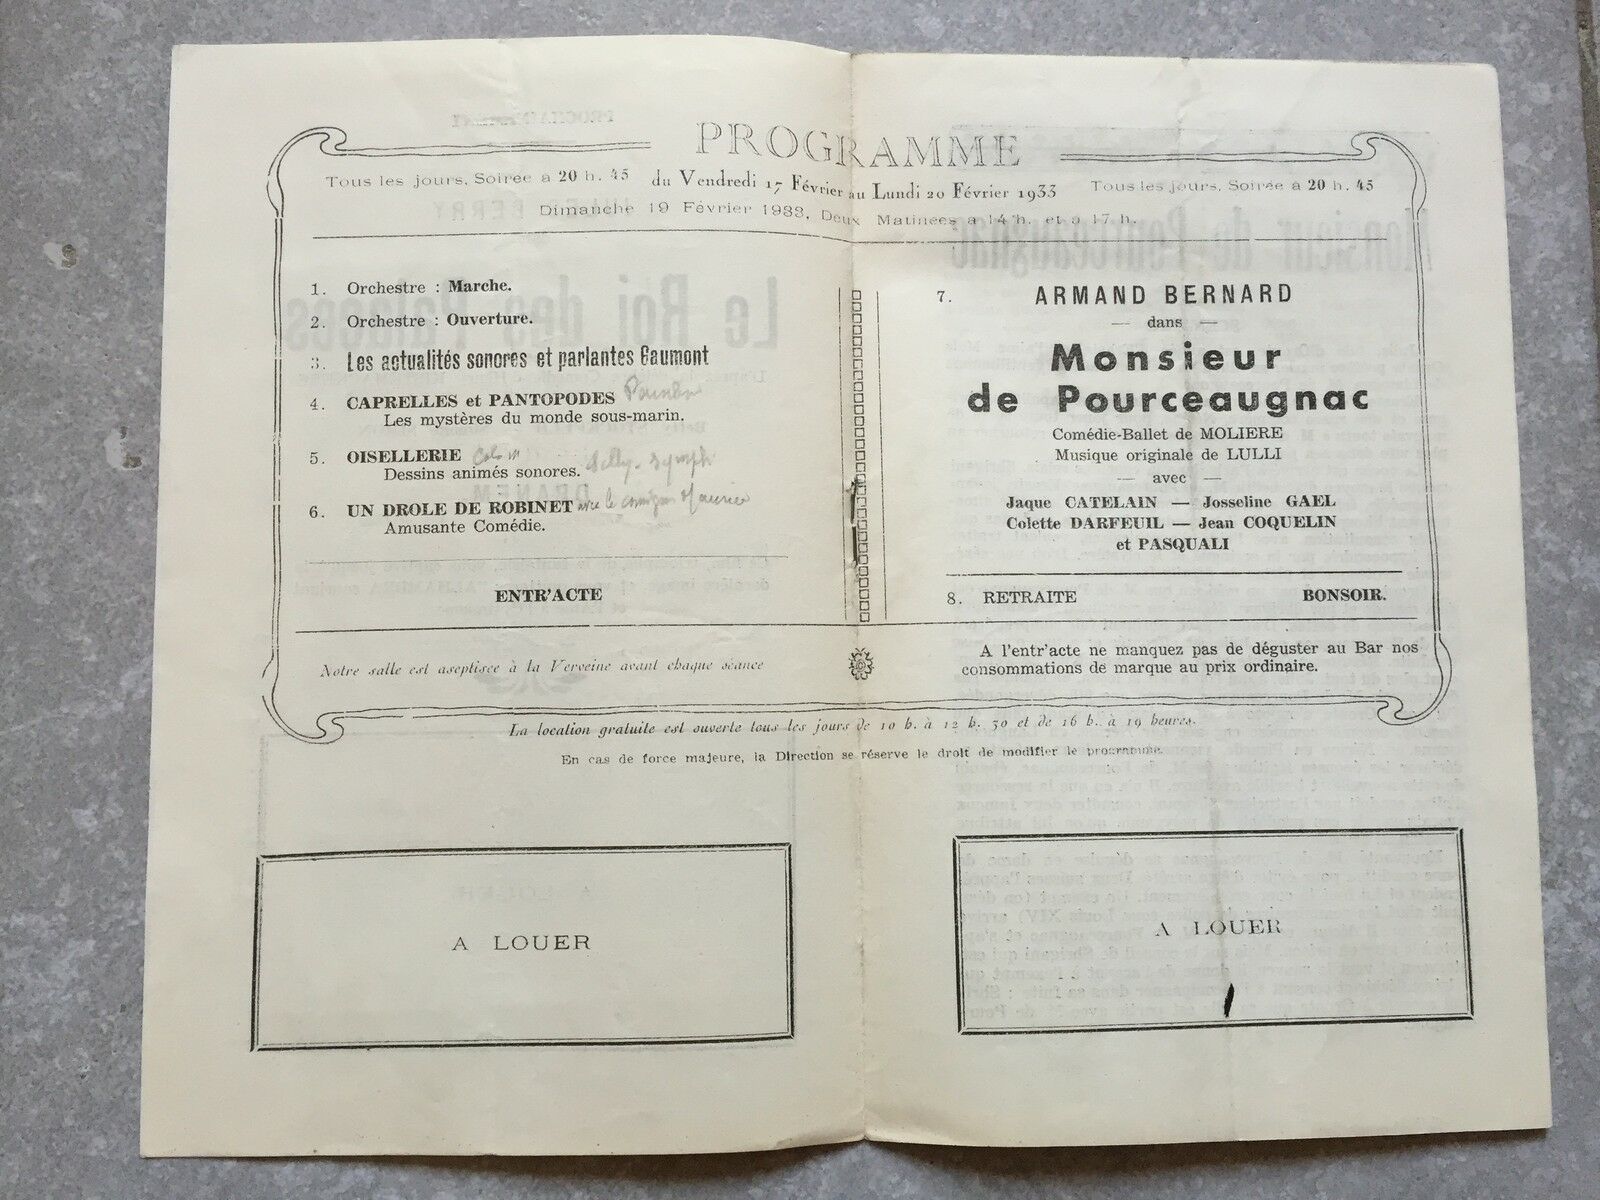 PROGRAMME
Tous les jours, Soirée à 20 h. 45 du Vendredi 17 Février au Lundi 20 Février 1933 Tous les jours, Soirée à 20 h. 45
Dimanche 19 Février 1933, Deux Matinées à 14 h. et à 17 h.
1. Orchestre : Marche.
2. Orchestre : Ouverture.
3. Les actualités sonores et parlantes Gaumont
4. CAPRELLES et PANTOPODES
Les mystères du monde sous-marin.
5. OISELLERIE
Dessins animés sonores. Silly-symph
6. UN DROLE DE ROBINET avec le comique Maurice
Amusante Comédie.
ENTR'ACTE
Notre salle est aseptisée à la Verveine avant chaque séance
7. ARMAND BERNARD
— dans —
Monsieur
de Pourceaugnac
Comédie-Ballet de MOLIERE
Musique originale de LULLI
— avec —
Jaque CATELAIN — Josseline GAEL
Colette DARFEUIL — Jean COQUELIN
et PASQUALI
8. RETRAITE BONSOIR.
A l'entr'acte ne manquez pas de déguster au Bar nos
consommations de marque au prix ordinaire.
La location gratuite est ouverte tous les jours de 10 h. à 12 h. 30 et de 16 h. à 19 heures.
En cas de force majeure, la Direction se réserve le droit de modifier le programme.
A LOUER
A LOUER